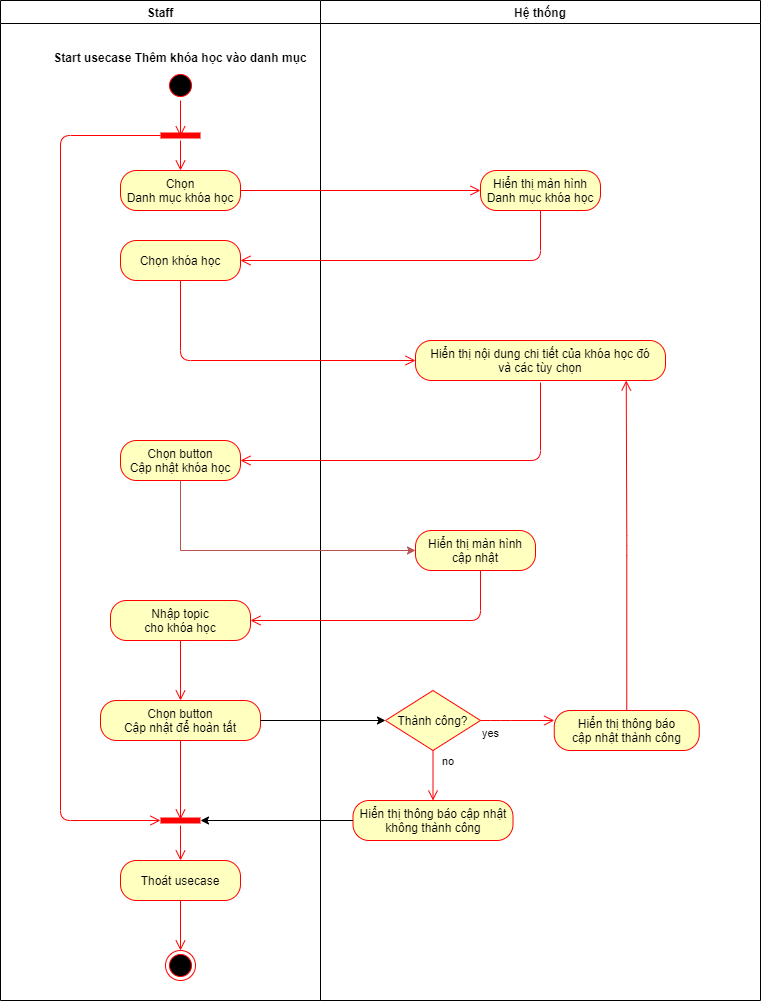 Staff
Hệ thống
Start usecase Thêm khóa học vào danh mục
Chọn
Danh mục khóa học
Hiển thị màn hình
Danh mục khóa học
Chọn khóa học
Hiển thị nội dung chi tiết của khóa học đó
và các tùy chọn
Chọn button
Cập nhật khóa học
Hiển thị màn hình
cập nhật
Nhập topic
cho khóa học
Chọn button
Cập nhật để hoàn tất
Thành công?
yes
Hiển thị thông báo
cập nhật thành công
no
Hiển thị thông báo cập nhật
không thành công
Thoát usecase